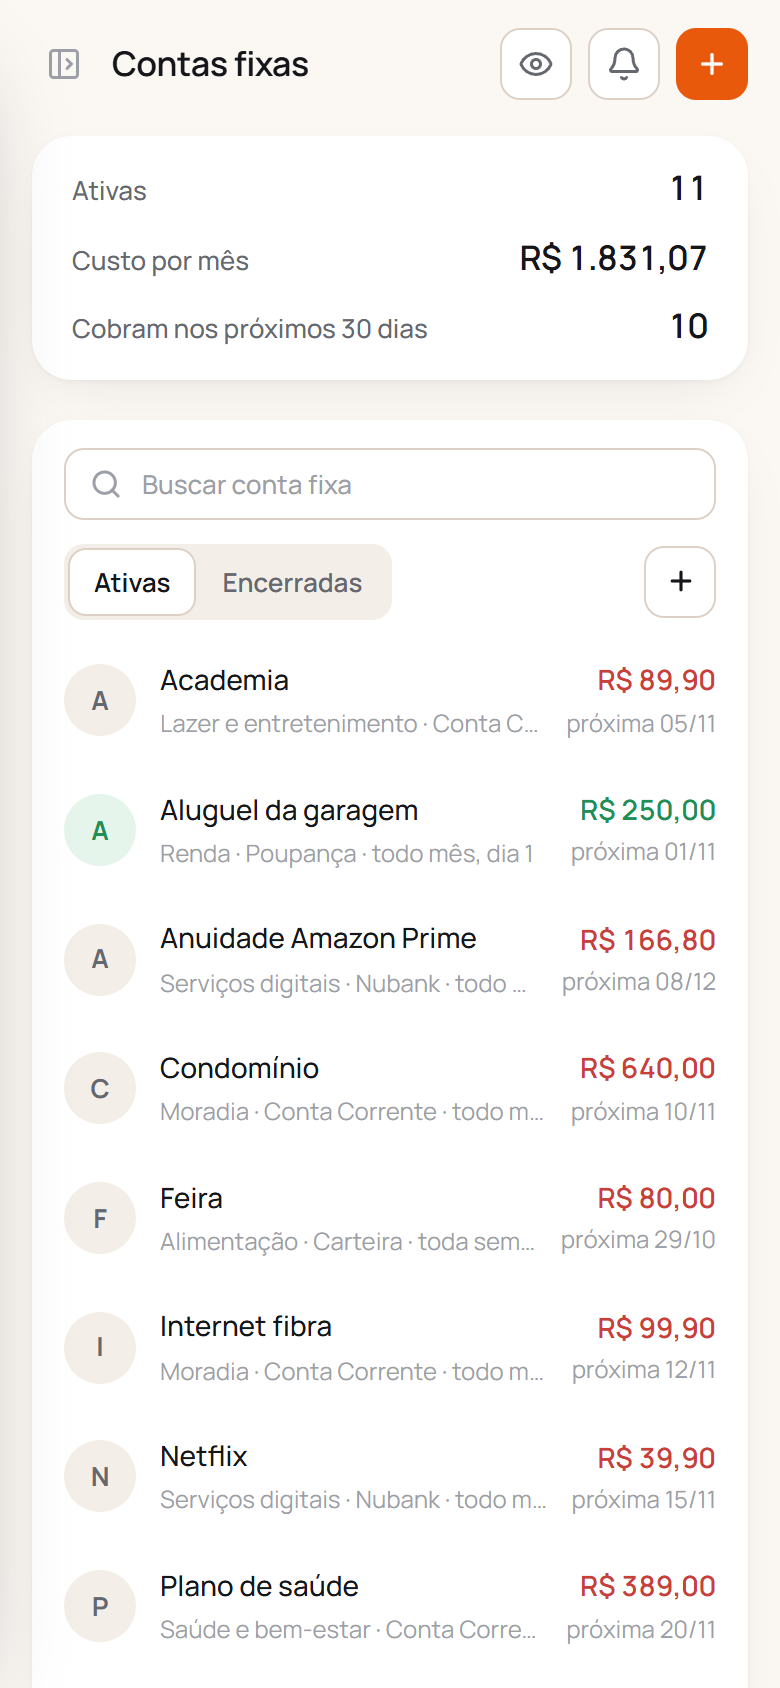 Contas fixas
Ativas 11
Custo por mês R$ 1.831,07
Cobram nos próximos 30 dias 10
Buscar conta fixa
Ativas Encerradas
A Academia R$ 89,90
Lazer e entretenimento · Conta C... próxima 05/11
A Aluguel da garagem R$ 250,00
Renda · Poupança · todo mês, dia 1 próxima 01/11
A Anuidade Amazon Prime R$ 166,80
Serviços digitais · Nubank · todo ... próxima 08/12
C Condomínio R$ 640,00
Moradia · Conta Corrente · todo m... próxima 10/11
F Feira R$ 80,00
Alimentação · Carteira · toda sem... próxima 29/10
I Internet fibra R$ 99,90
Moradia · Conta Corrente · todo m... próxima 12/11
N Netflix R$ 39,90
Serviços digitais · Nubank · todo m... próxima 15/11
P Plano de saúde R$ 389,00
Saúde e bem-estar · Conta Corre... próxima 20/11